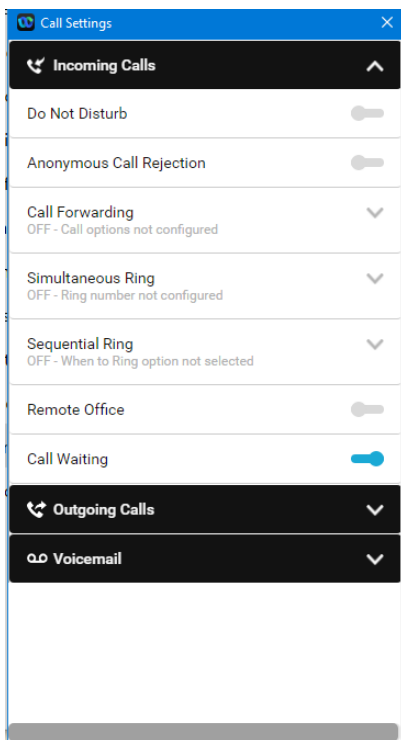 Call Settings
Incoming Calls
Do Not Disturb
Anonymous Call Rejection
Call Forwarding
OFF - Call options not configured
Simultaneous Ring
OFF - Ring number not configured
Sequential Ring
OFF - When to Ring option not selected
Remote Office
Call Waiting
Outgoing Calls
Voicemail